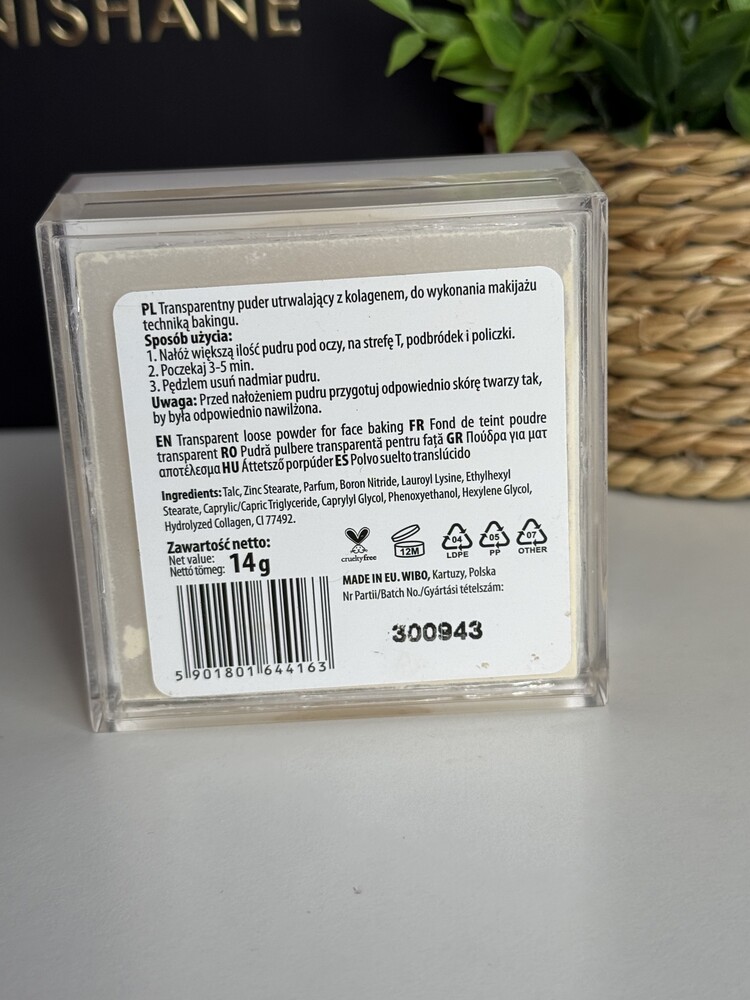 NISHANE
PL Transparentny puder utrwalający z kolagenem, do wykonania makijażu
techniką bakingu.
Sposób użycia:
1. Nałóż większą ilość pudru pod oczy, na strefę T, podbródek i policzki.
2. Poczekaj 3-5 min.
3. Pędzlem usuń nadmiar pudru.
Uwaga: Przed nałożeniem pudru przygotuj odpowiednio skórę twarzy tak,
by była odpowiednio nawilżona.
EN Transparent loose powder for face baking FR Fond de teint poudre
transparent RO Pudră pulbere transparentă pentru față GR Πούδρα για ματ
αποτέλεσμα HU Áttetsző porpúder ES Polvo suelto translúcido
Ingredients: Talc, Zinc Stearate, Parfum, Boron Nitride, Lauroyl Lysine, Ethylhexyl
Stearate, Caprylic/Capric Triglyceride, Caprylyl Glycol, Phenoxyethanol, Hexylene Glycol,
Hydrolyzed Collagen, CI 77492.
Zawartość netto:
Net value:
Nettó tömeg: 14 g
crueltyfree
12M
04
LDPE
05
PP
07
OTHER
MADE IN EU. WIBO, Kartuzy, Polska
Nr Partii/Batch No./Gyártási tételszám:
300943
5 901801 644163